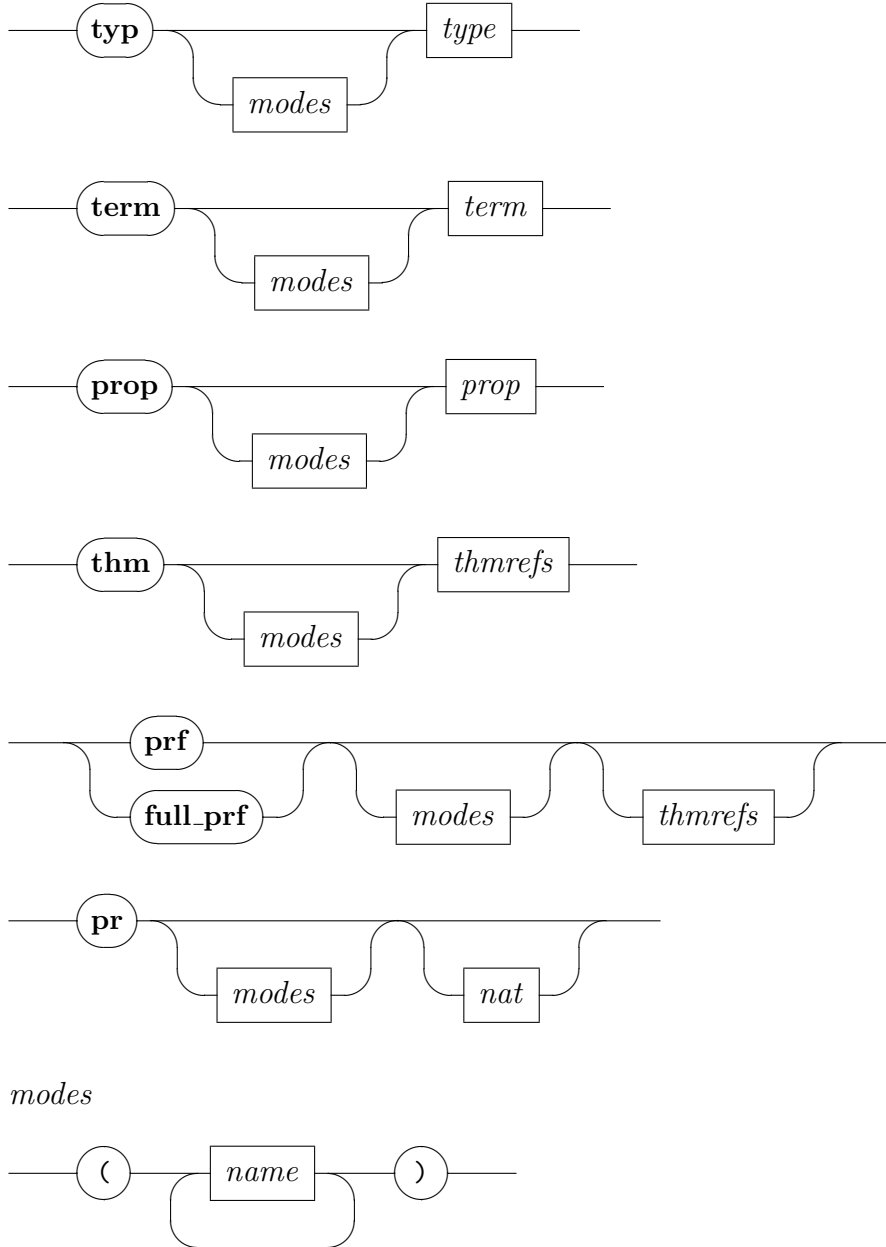 typ type
modes
term term
modes
prop prop
modes
thm thmrefs
modes
prf
full_prf modes thmrefs
pr
modes nat
modes
( name )